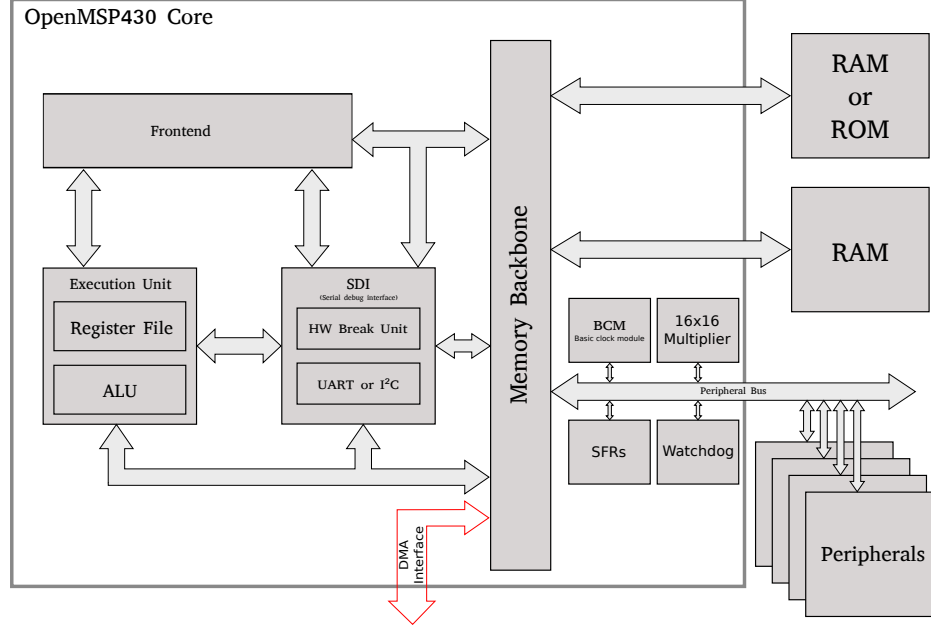 OpenMSP430 Core
Frontend
Execution Unit
Register File
ALU
SDI
(Serial debug interface)
HW Break Unit
UART or I²C
Memory Backbone
DMA
Interface
RAM
or
ROM
RAM
BCM
Basic clock module
16x16
Multiplier
Peripheral Bus
SFRs
Watchdog
Peripherals